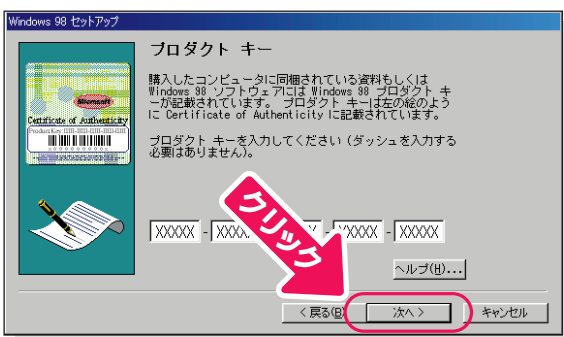 Windows 98 セットアップ
プロダクト キー
購入したコンピュータに同梱されている資料もしくは
Windows 98 ソフトウェアには Windows 98 プロダクト キ
ーが記載されています。 プロダクト キーは左の絵のよう
に Certificate of Authenticity に記載されています。
プロダクト キーを入力してください (ダッシュを入力する
必要はありません)。
Microsoft
Certificate of Authenticity
XXXXX - XXXX - XXXXX - XXXXX
クリック
ヘルプ(H)...
< 戻る(B)
次へ >
キャンセル